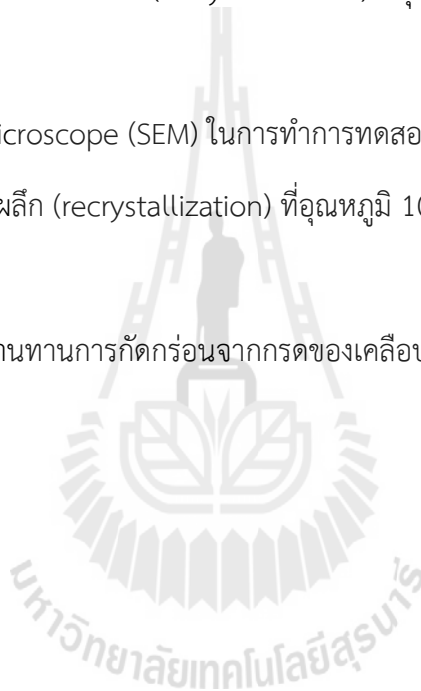 icroscope (SEM) ในการทำการทดสอ
ผลึก (recrystallization) ที่อุณหภูมิ 10
านทานการกัดกร่อนจากกรดของเคลือบ
มหาวิทยาลัยเทคโนโลยีสุรนารี